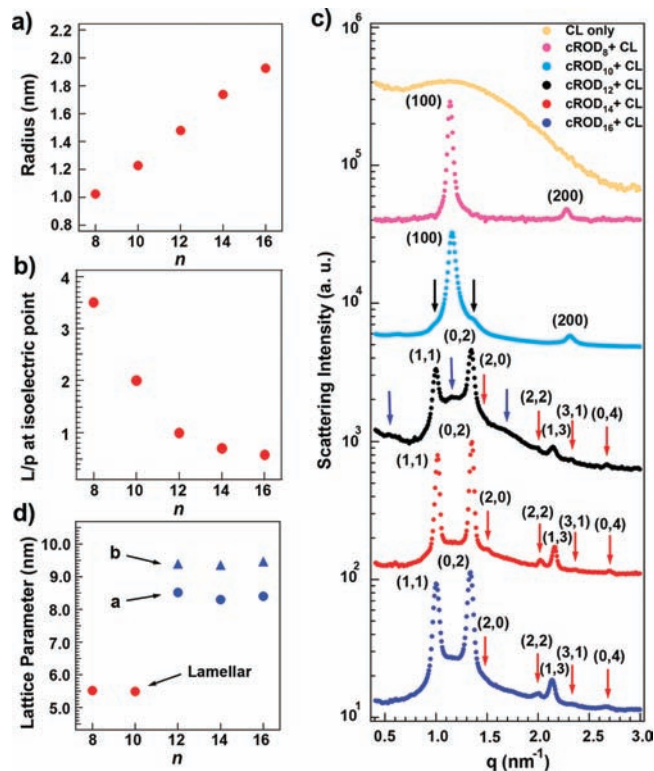 a)
Radius (nm)
2.2
2.0
1.8
1.6
1.4
1.2
1.0
0.8
8 10 12 14 16
n
b)
L/p at isoelectric point
4
3
2
1
8 10 12 14 16
n
d)
Lattice Parameter (nm)
10.0
9.0
8.0
7.0
6.0
5.0
b
a
Lamellar
8 10 12 14 16
n
c)
Scattering Intensity (a. u.)
10^6
10^5
10^4
10^3
10^2
10^1
CL only
cROD8+ CL
cROD10+ CL
cROD12+ CL
cROD14+ CL
cROD16+ CL
(100)
(200)
(100)
(200)
(1,1) (0,2) (2,0) (2,2) (1,3) (3,1) (0,4)
(1,1) (0,2) (2,0) (2,2) (1,3) (3,1) (0,4)
(1,1) (0,2) (2,0) (2,2) (1,3) (3,1) (0,4)
1.0 1.5 2.0 2.5 3.0
q (nm⁻¹)